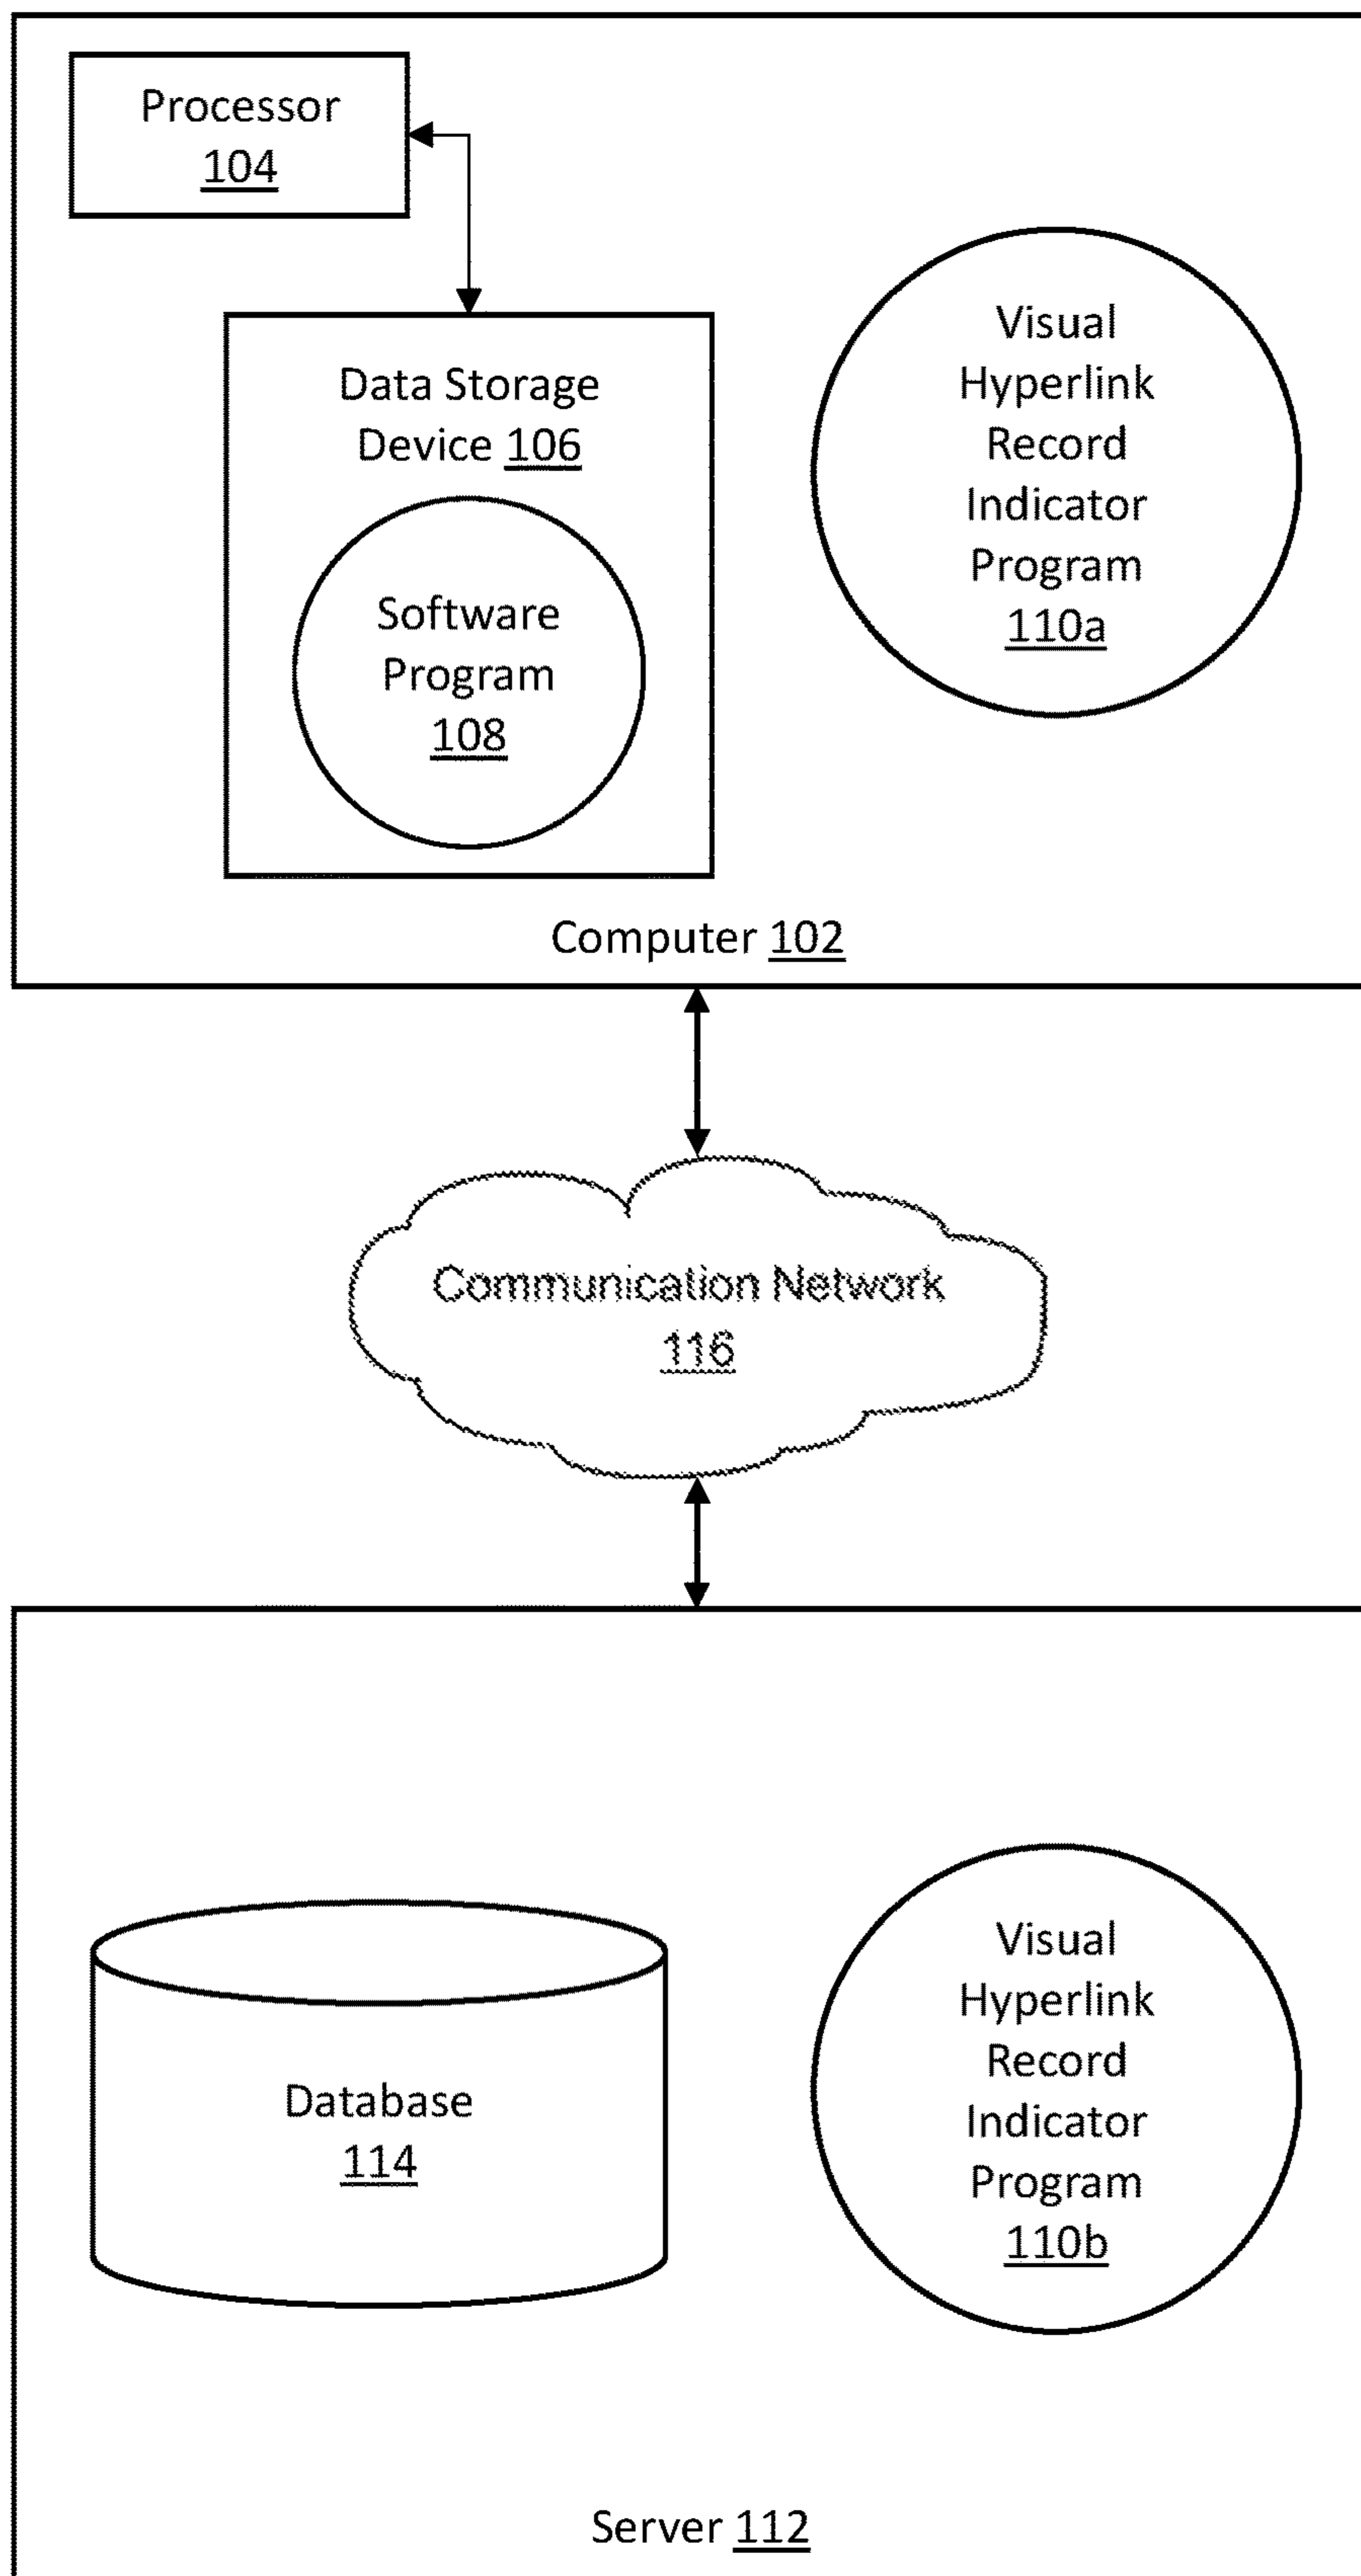 Processor
104
Data Storage
Device 106
Software
Program
108
Visual
Hyperlink
Record
Indicator
Program
110a
Computer 102
Communication Network
116
Database
114
Visual
Hyperlink
Record
Indicator
Program
110b
Server 112